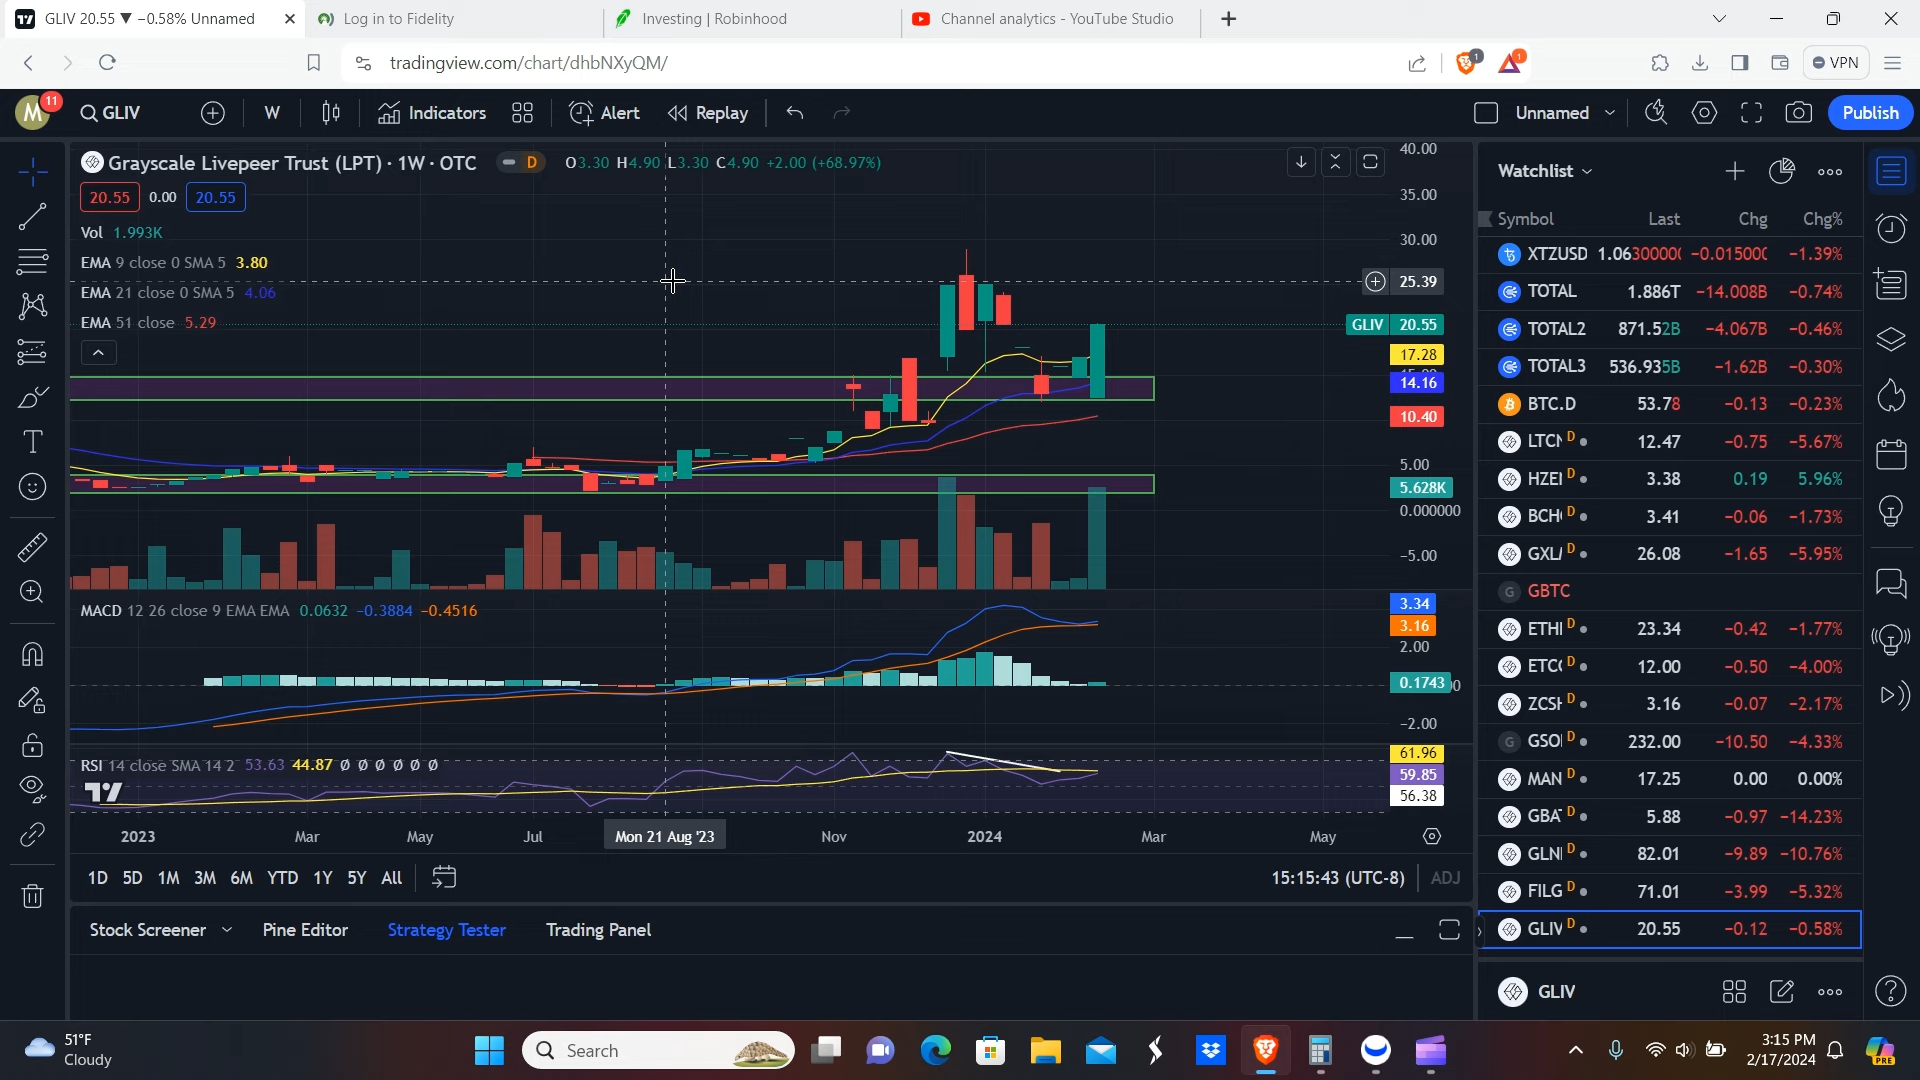 GLIV 20.55 ▼ −0.58% Unnamed
Log in to Fidelity
Investing | Robinhood
Channel analytics - YouTube Studio
tradingview.com/chart/dhbNXyQM/
1
1
VPN
M
11
GLIV
W
Indicators
Alert
Replay
Unnamed
Publish
Grayscale Livepeer Trust (LPT) · 1W · OTC
D
O3.30 H4.90 L3.30 C4.90 +2.00 (+68.97%)
20.55
0.00
20.55
Vol 1.993K
EMA 9 close 0 SMA 5 3.80
EMA 21 close 0 SMA 5 4.06
EMA 51 close 5.29
40.00
35.00
30.00
25.39
GLIV 20.55
17.28
14.16
10.40
5.00
5.628K
0.000000
−5.00
MACD 12 26 close 9 EMA EMA 0.0632 −0.3884 −0.4516
3.34
3.16
2.00
0.1743
−2.00
RSI 14 close SMA 14 2 53.63 44.87 Ø Ø Ø Ø Ø Ø
61.96
59.85
56.38
2023
Mar
May
Jul
Mon 21 Aug '23
Nov
2024
Mar
May
1D 5D 1M 3M 6M YTD 1Y 5Y All
15:15:43 (UTC-8)
ADJ
Stock Screener
Pine Editor
Strategy Tester
Trading Panel
Watchlist
Symbol Last Chg Chg%
XTZUSD 1.0630000 −0.015000 −1.39%
TOTAL 1.886T −14.008B −0.74%
TOTAL2 871.52B −4.067B −0.46%
TOTAL3 536.935B −1.62B −0.30%
BTC.D 53.78 −0.13 −0.23%
LTCN D 12.47 −0.75 −5.67%
HZEI D 3.38 0.19 5.96%
BCH D 3.41 −0.06 −1.73%
GXL D 26.08 −1.65 −5.95%
G GBTC
ETHI D 23.34 −0.42 −1.77%
ETC D 12.00 −0.50 −4.00%
ZCSH D 3.16 −0.07 −2.17%
G GSO D 232.00 −10.50 −4.33%
MAN D 17.25 0.00 0.00%
GBA D 5.88 −0.97 −14.23%
GLNI D 82.01 −9.89 −10.76%
FILG D 71.01 −3.99 −5.32%
GLIV D 20.55 −0.12 −0.58%
GLIV
51°F
Cloudy
Search
3:15 PM
2/17/2024
PRE